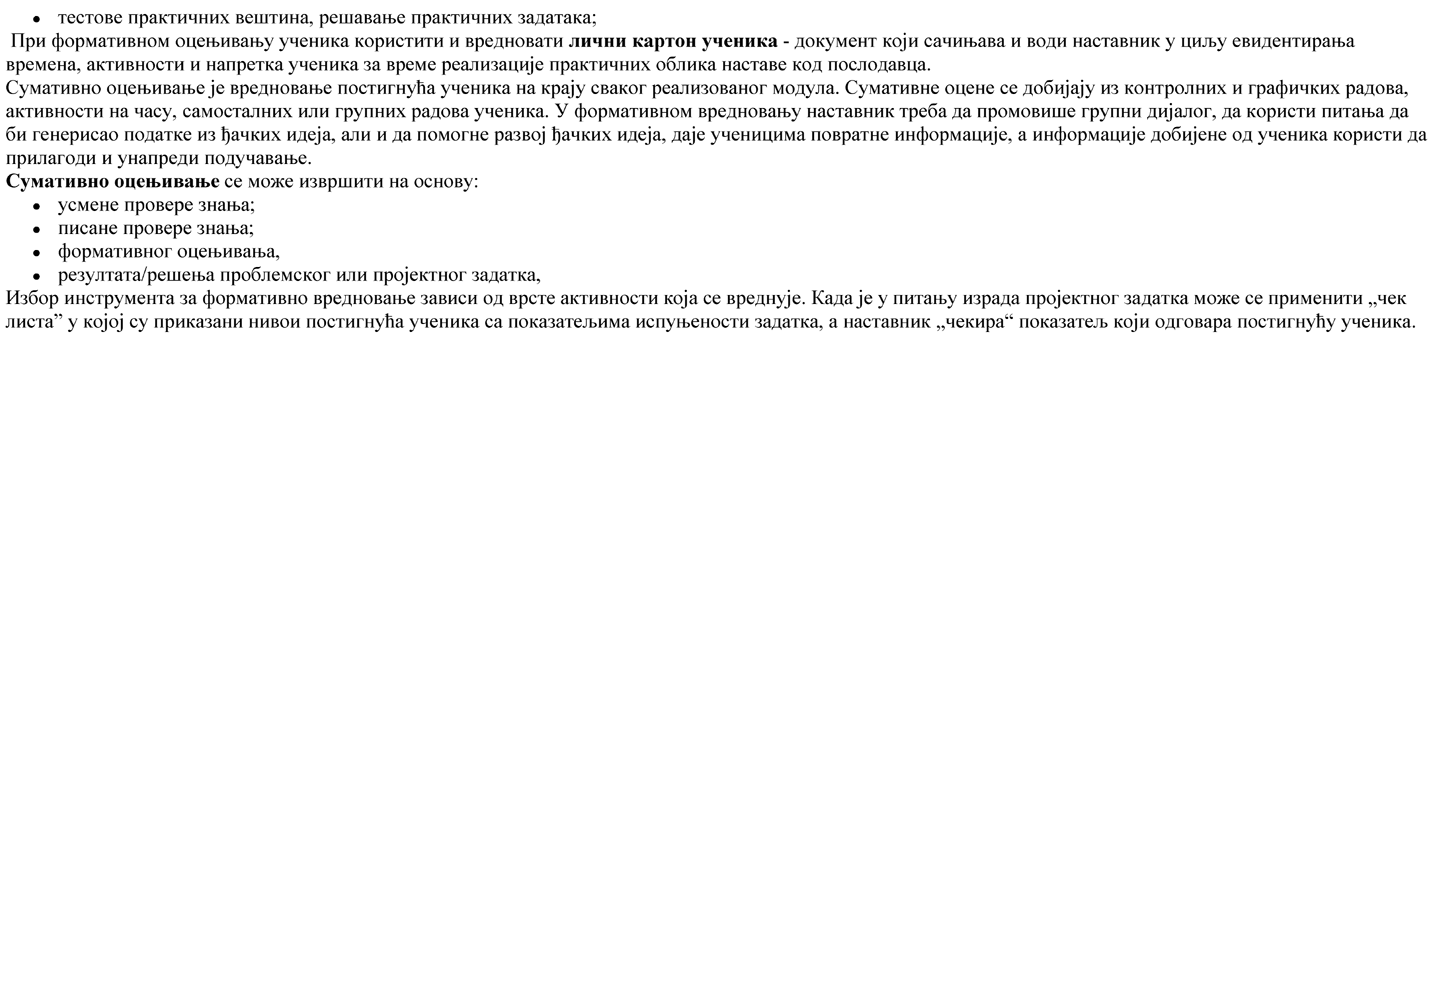 • тестове практичних вештина, решавање практичних задатака;
При формативном оцењивању ученика користити и вредновати лични картон ученика - документ који сачињава и води наставник у циљу евидентирања
времена, активности и напретка ученика за време реализације практичних облика наставе код послодавца.
Сумативно оцењивање је вредновање постигнућа ученика на крају сваког реализованог модула. Сумативне оцене се добијају из контролних и графичких радова,
активности на часу, самосталних или групних радова ученика. У формативном вредновању наставник треба да промовише групни дијалог, да користи питања да
би генерисао податке из ђачких идеја, али и да помогне развој ђачких идеја, даје ученицима повратне информације, а информације добијене од ученика користи да
прилагоди и унапреди подучавање.
Сумативно оцењивање се може извршити на основу:
• усмене провере знања;
• писане провере знања;
• формативног оцењивања,
• резултата/решења проблемског или пројектног задатка,
Избор инструмента за формативно вредновање зависи од врсте активности која се вреднује. Када је у питању израда пројектног задатка може се применити „чек
листа” у којој су приказани нивои постигнућа ученика са показатељима испуњености задатка, а наставник „чекира“ показатељ који одговара постигнућу ученика.